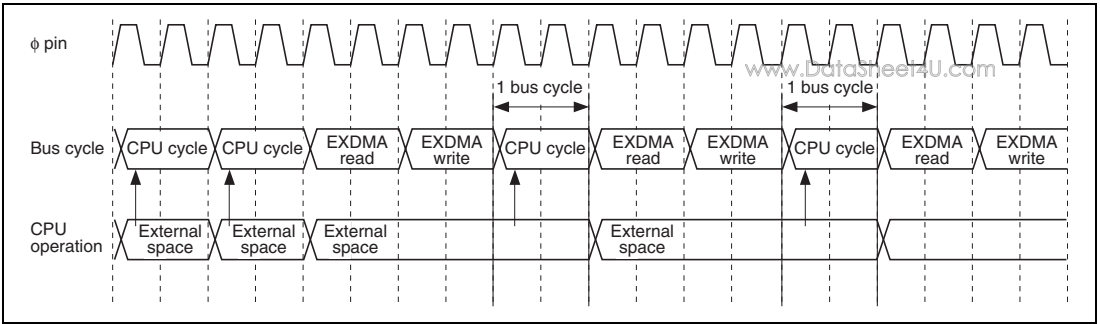 φ pin
www.DataSheet4U.com
1 bus cycle
1 bus cycle
Bus cycle
CPU cycle
CPU cycle
EXDMA
read
EXDMA
write
CPU cycle
EXDMA
read
EXDMA
write
CPU cycle
EXDMA
read
EXDMA
write
CPU
operation
External
space
External
space
External
space
External
space